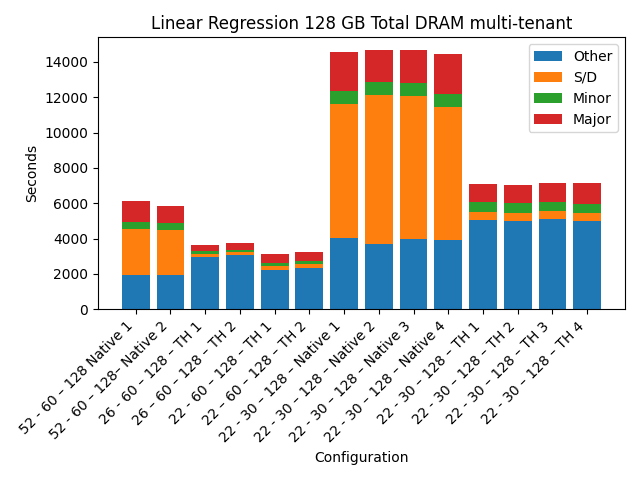 Linear Regression 128 GB Total DRAM multi-tenant
Other
S/D
Minor
Major
Seconds
14000
12000
10000
8000
6000
4000
2000
0
52 - 60 - 128 Native 1
52 - 60 - 128- Native 2
26 - 60 - 128 - TH 1
26 - 60 - 128 - TH 2
22 - 60 - 128 - TH 1
22 - 60 - 128 - TH 2
22 - 30 - 128 - Native 1
22 - 30 - 128 - Native 2
22 - 30 - 128 - Native 3
22 - 30 - 128 - Native 4
22 - 30 - 128 - TH 1
22 - 30 - 128 - TH 2
22 - 30 - 128 - TH 3
22 - 30 - 128 - TH 4
Configuration